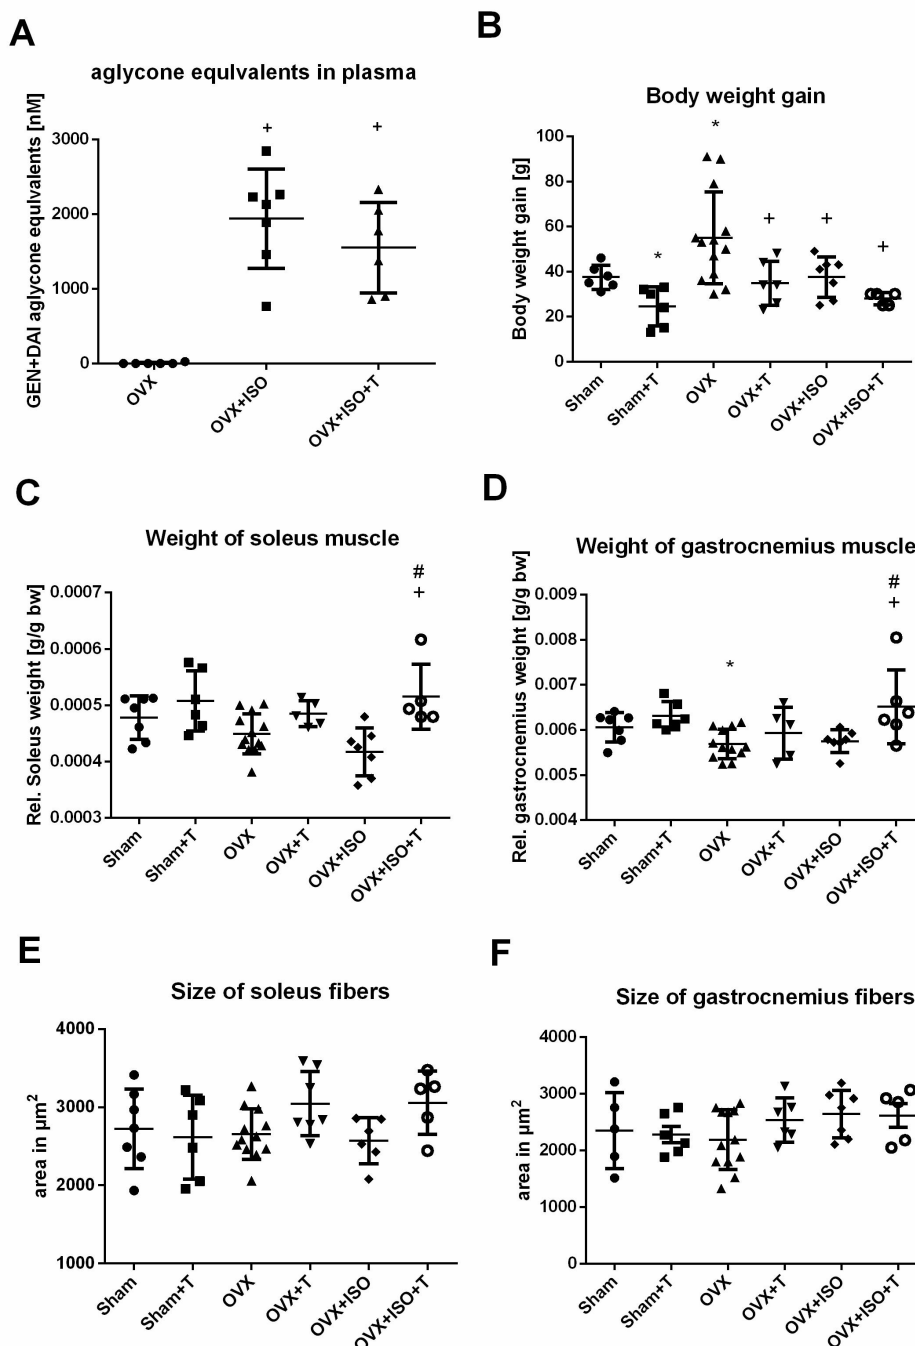 A
aglycone equlvalents in plasma
GEN+DAI aglycone equlvalents [nM]
3000
2000
1000
0
+
+
OVX
OVX+ISO
OVX+ISO+T
B
Body weight gain
Body weight gain [g]
100
80
60
40
20
0
*
*
+
+
+
Sham
Sham+T
OVX
OVX+T
OVX+ISO
OVX+ISO+T
C
Weight of soleus muscle
Rel. Soleus weight [g/g bw]
0.0007
0.0006
0.0005
0.0004
0.0003
#
+
Sham
Sham+T
OVX
OVX+T
OVX+ISO
OVX+ISO+T
D
Weight of gastrocnemius muscle
Rel. gastrocnemius weight [g/g bw]
0.009
0.008
0.007
0.006
0.005
0.004
*
#
+
Sham
Sham+T
OVX
OVX+T
OVX+ISO
OVX+ISO+T
E
Size of soleus fibers
area in µm²
4000
3000
2000
1000
Sham
Sham+T
OVX
OVX+T
OVX+ISO
OVX+ISO+T
F
Size of gastrocnemius fibers
area in µm²
4000
3000
2000
1000
0
Sham
Sham+T
OVX
OVX+T
OVX+ISO
OVX+ISO+T